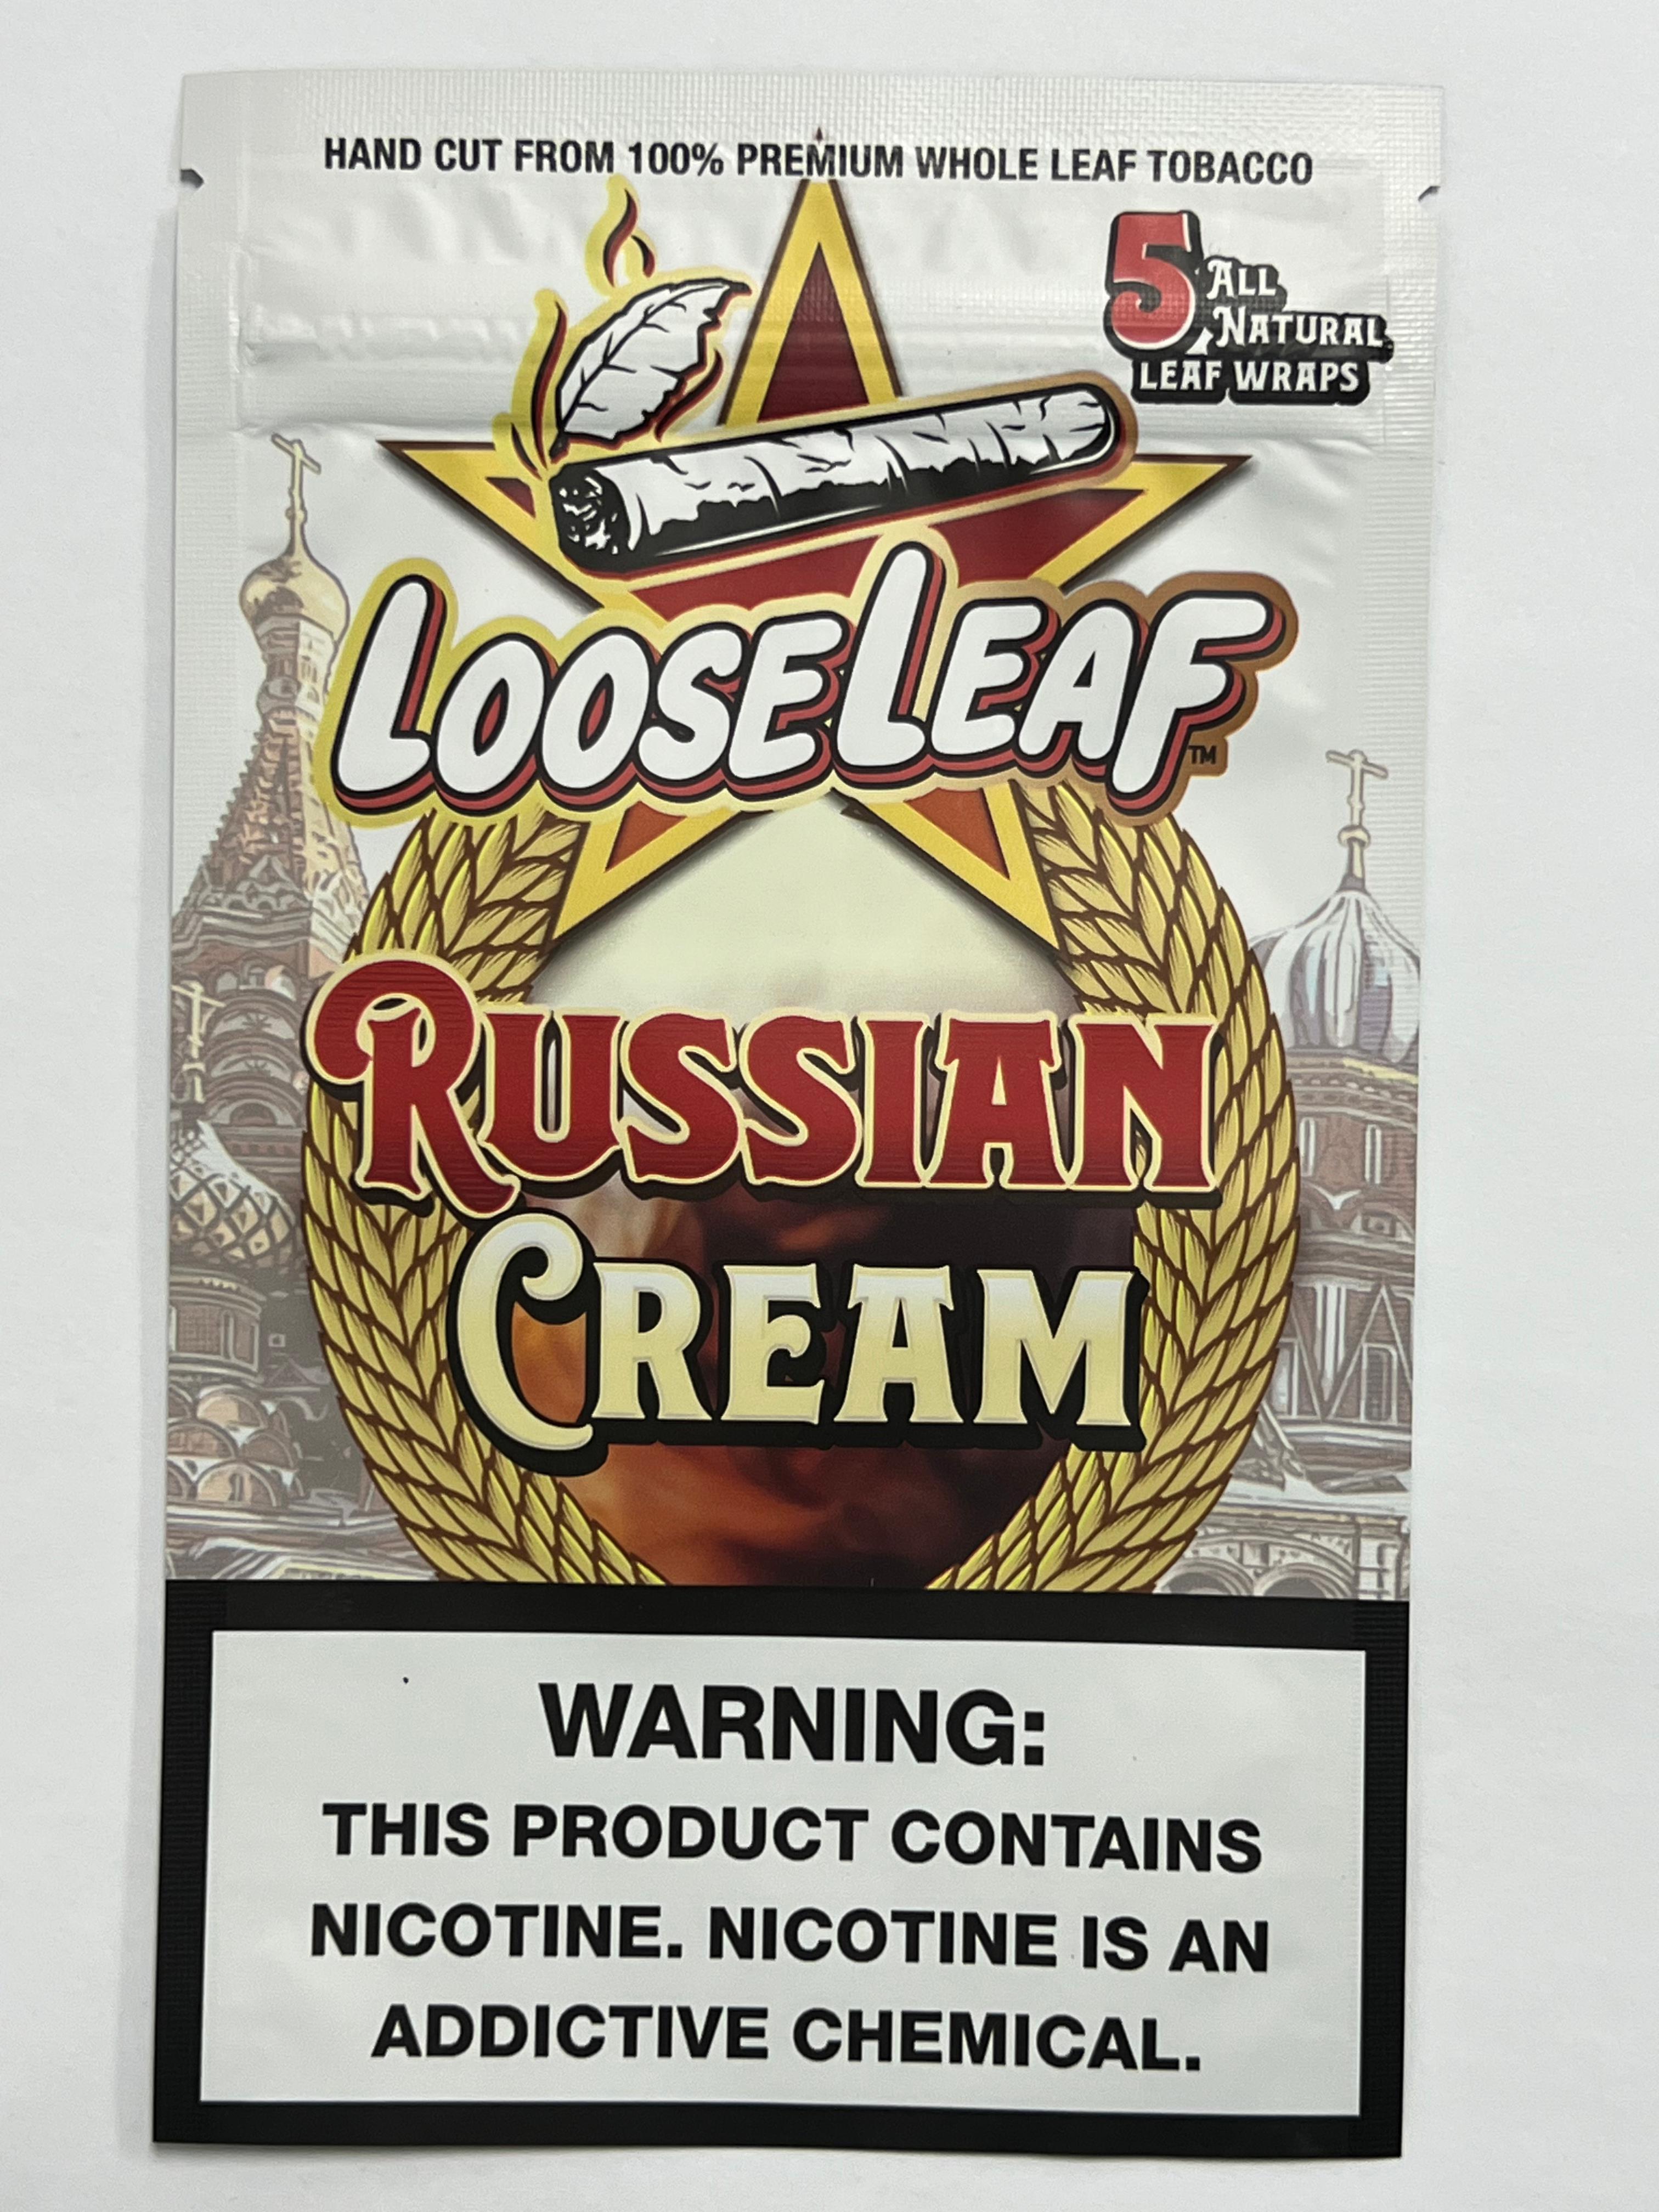 HAND CUT FROM 100% PREMIUM WHOLE LEAF TOBACCO
5 ALL
NATURAL
LEAF WRAPS
LOOSELEAF™
RUSSIAN
CREAM
WARNING:
THIS PRODUCT CONTAINS
NICOTINE. NICOTINE IS AN
ADDICTIVE CHEMICAL.